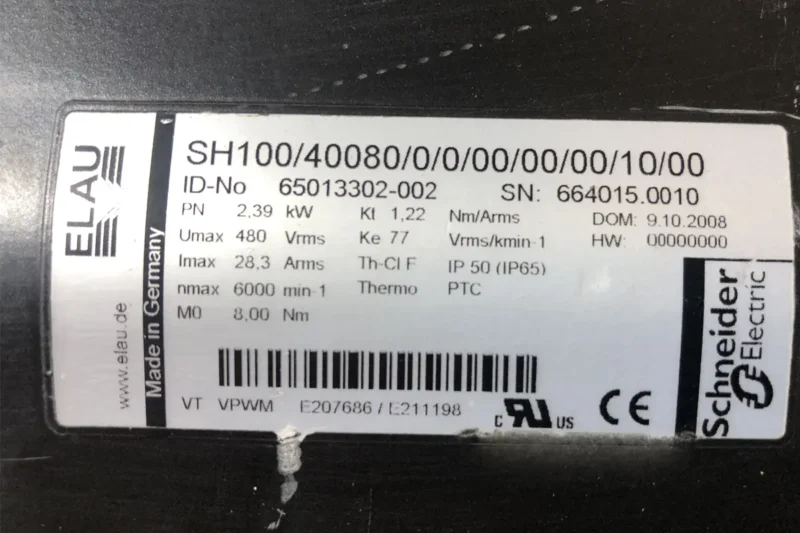 ELAU
www.elau.de
Made in Germany
SH100/40080/0/0/00/00/00/10/00
ID-No 65013302-002 SN: 664015.0010
PN 2,39 kW Kt 1,22 Nm/Arms DOM: 9.10.2008
Umax 480 Vrms Ke 77 Vrms/kmin-1 HW: 00000000
Imax 28,3 Arms Th-Cl F IP 50 (IP65)
nmax 6000 min-1 Thermo PTC
M0 8,00 Nm
VT VPWM E207686 / E211198
c RU US CE
Schneider
Electric